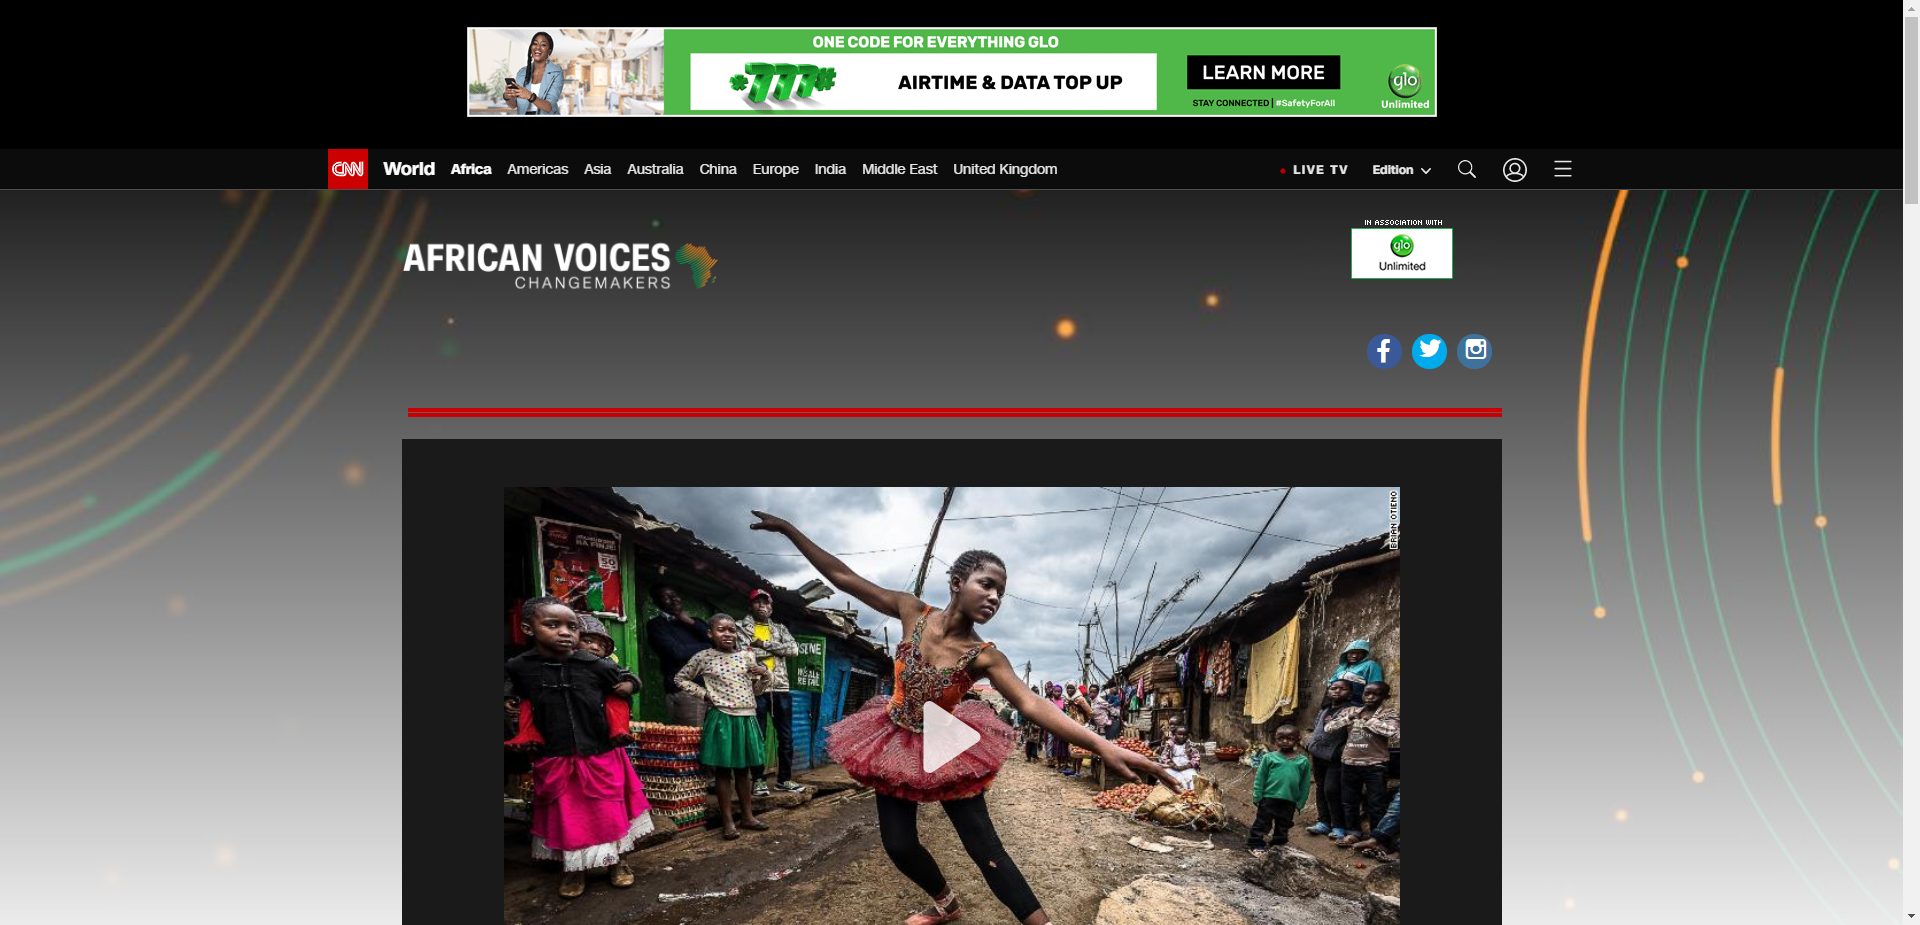 ONE CODE FOR EVERYTHING GLO
*777#
AIRTIME & DATA TOP UP
LEARN MORE
STAY CONNECTED | #SafetyForAll
glo
Unlimited
CNN
World
Africa
Americas
Asia
Australia
China
Europe
India
Middle East
United Kingdom
LIVE TV
Edition
AFRICAN VOICES
CHANGEMAKERS
IN ASSOCIATION WITH
glo
Unlimited
BRIAN OTIENO
50